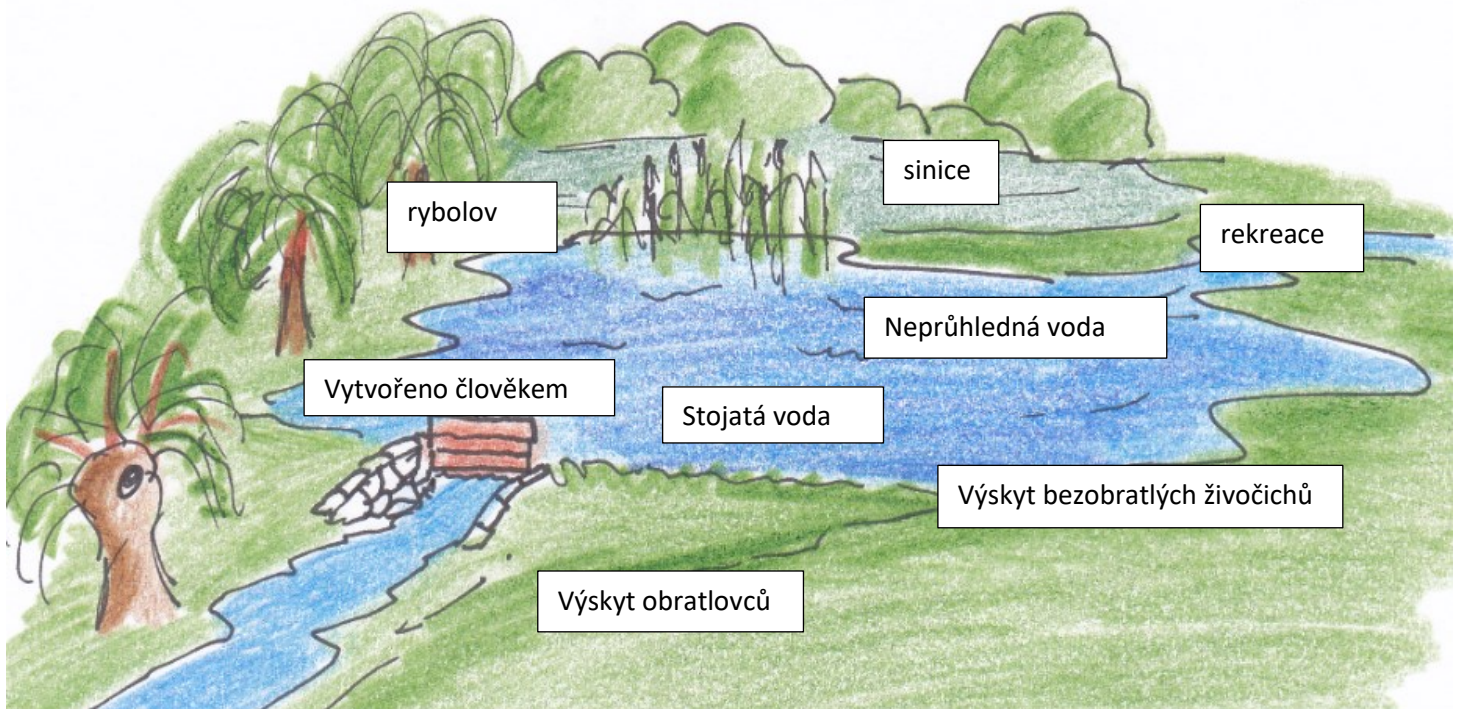 sinice
rybolov
rekreace
Neprůhledná voda
Vytvořeno člověkem
Stojatá voda
Výskyt bezobratlých živočichů
Výskyt obratlovců